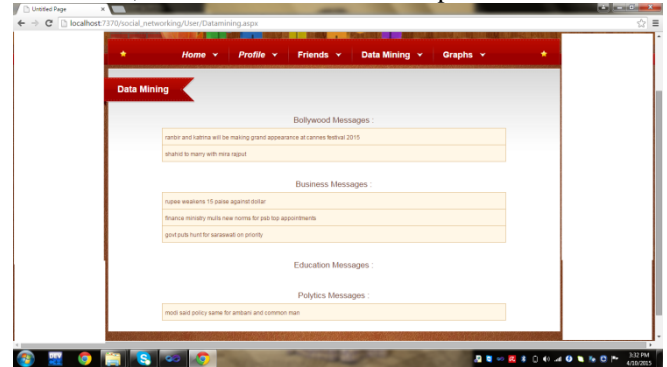 Untitled Page
localhost:7370/social_networking/User/Datamining.aspx
Home Profile Friends Data Mining Graphs
Data Mining
Bollywood Messages :
ranbir and katrina will be making grand appearance at cannes festival 2015
shahid to marry with mira rajput
Business Messages :
rupee weakens 15 paise against dollar
finance ministry mulls new norms for psb top appointments
govt puts hunt for saraswati on priority
Education Messages :
Polytics Messages :
modi said policy same for ambani and common man
3:32 PM
4/10/2015